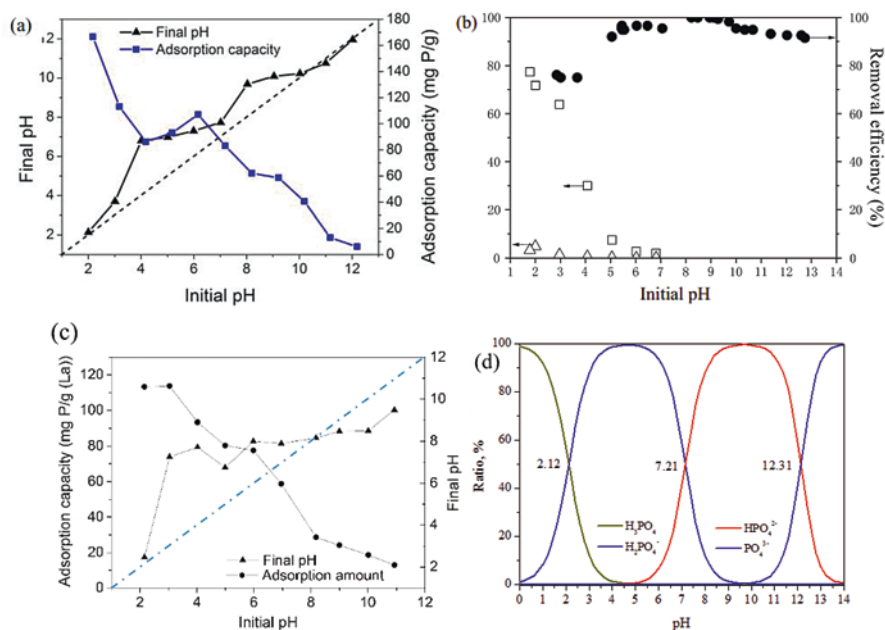 (a)
Final pH
Adsorption capacity
Final pH
12
10
8
6
4
2
180
160
140
120
100
80
60
40
20
0
Adsorption capacity (mg P/g)
2 4 6 8 10 12
Initial pH
(b)
100
80
60
40
20
0
100
80
60
40
20
0
Removal efficiency (%)
1 2 3 4 5 6 7 8 9 10 11 12 13 14
Initial pH
(c)
Adsorption capacity (mg P/g (La))
120
100
80
60
40
20
0
12
10
8
6
4
2
Final pH
Final pH
Adsorption amount
0 2 4 6 8 10 12
Initial pH
(d)
Ratio, %
100
80
60
40
20
0
2.12
7.21
12.31
H₃PO₄
H₂PO₄⁻
HPO₄²⁻
PO₄³⁻
0 1 2 3 4 5 6 7 8 9 10 11 12 13 14
pH